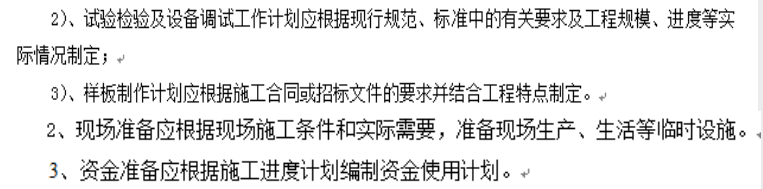 2）、试验检验及设备调试工作计划应根据现行规范、标准中的有关要求及工程规模、进度等实
际情况制定；
3）、样板制作计划应根据施工合同或招标文件的要求并结合工程特点制定。
2、现场准备应根据现场施工条件和实际需要，准备现场生产、生活等临时设施。
3、资金准备应根据施工进度计划编制资金使用计划。